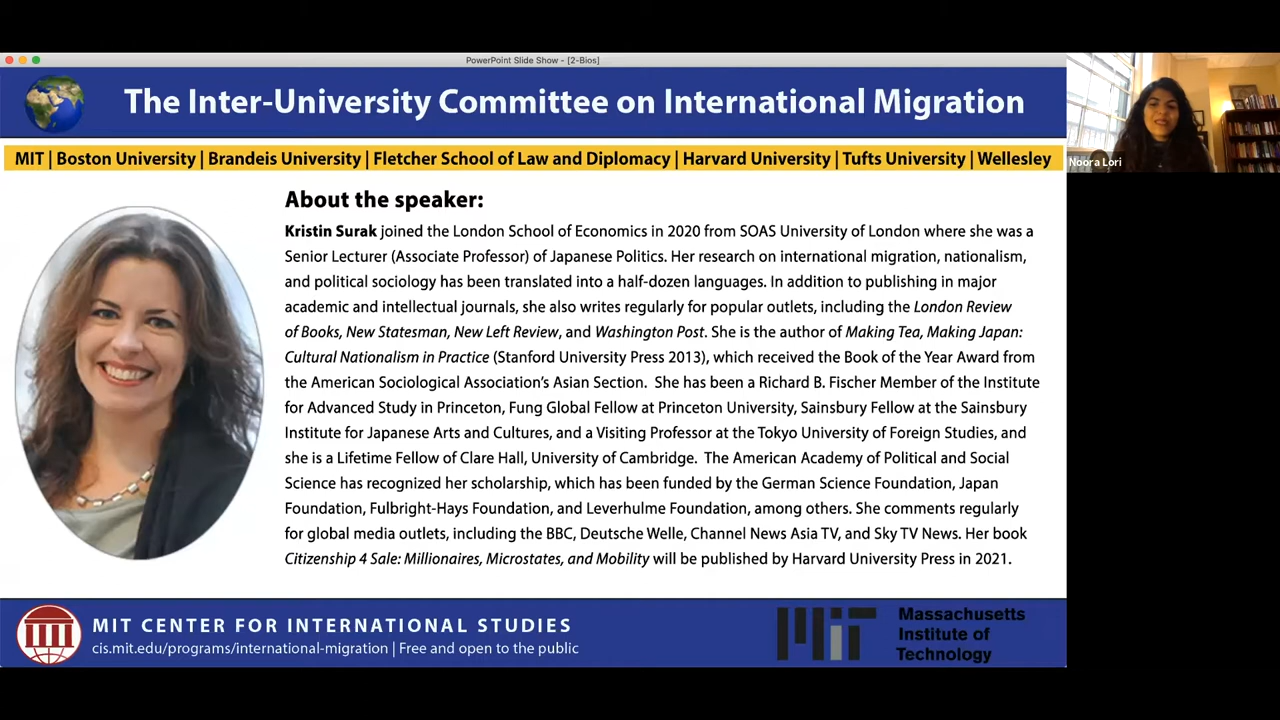 PowerPoint Slide Show - [2-Bios]
The Inter-University Committee on International Migration
MIT | Boston University | Brandeis University | Fletcher School of Law and Diplomacy | Harvard University | Tufts University | Wellesley
Noora Lori
About the speaker:
Kristin Surak joined the London School of Economics in 2020 from SOAS University of London where she was a
Senior Lecturer (Associate Professor) of Japanese Politics. Her research on international migration, nationalism,
and political sociology has been translated into a half-dozen languages. In addition to publishing in major
academic and intellectual journals, she also writes regularly for popular outlets, including the London Review
of Books, New Statesman, New Left Review, and Washington Post. She is the author of Making Tea, Making Japan:
Cultural Nationalism in Practice (Stanford University Press 2013), which received the Book of the Year Award from
the American Sociological Association's Asian Section. She has been a Richard B. Fischer Member of the Institute
for Advanced Study in Princeton, Fung Global Fellow at Princeton University, Sainsbury Fellow at the Sainsbury
Institute for Japanese Arts and Cultures, and a Visiting Professor at the Tokyo University of Foreign Studies, and
she is a Lifetime Fellow of Clare Hall, University of Cambridge. The American Academy of Political and Social
Science has recognized her scholarship, which has been funded by the German Science Foundation, Japan
Foundation, Fulbright-Hays Foundation, and Leverhulme Foundation, among others. She comments regularly
for global media outlets, including the BBC, Deutsche Welle, Channel News Asia TV, and Sky TV News. Her book
Citizenship 4 Sale: Millionaires, Microstates, and Mobility will be published by Harvard University Press in 2021.
MIT CENTER FOR INTERNATIONAL STUDIES
cis.mit.edu/programs/international-migration | Free and open to the public
MIT
Massachusetts
Institute of
Technology